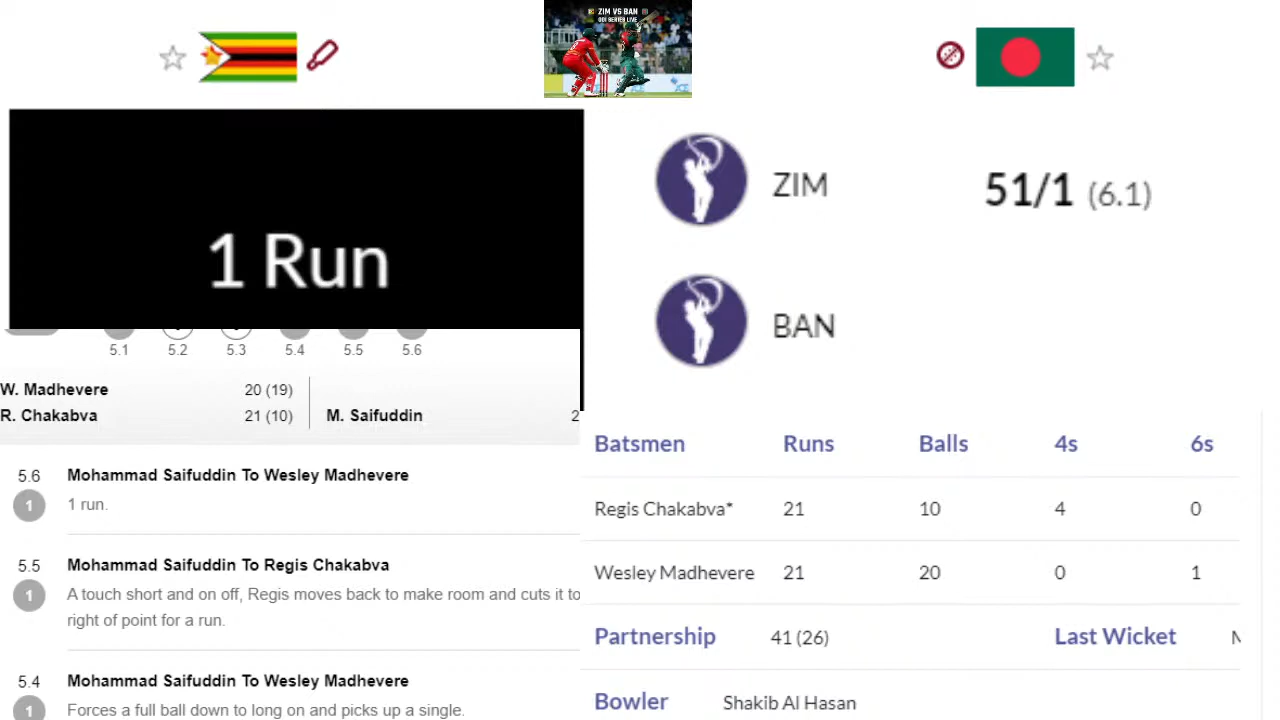 ZIM VS BAN
ODI SERIES LIVE
1 Run
ZIM
51/1 (6.1)
BAN
5.1 5.2 5.3 5.4 5.5 5.6
W. Madhevere 20 (19)
R. Chakabva 21 (10) M. Saifuddin 2
5.6 Mohammad Saifuddin To Wesley Madhevere
1 1 run.
5.5 Mohammad Saifuddin To Regis Chakabva
1 A touch short and on off, Regis moves back to make room and cuts it to
right of point for a run.
5.4 Mohammad Saifuddin To Wesley Madhevere
1 Forces a full ball down to long on and picks up a single.
Batsmen Runs Balls 4s 6s
Regis Chakabva* 21 10 4 0
Wesley Madhevere 21 20 0 1
Partnership 41 (26) Last Wicket
Bowler Shakib Al Hasan